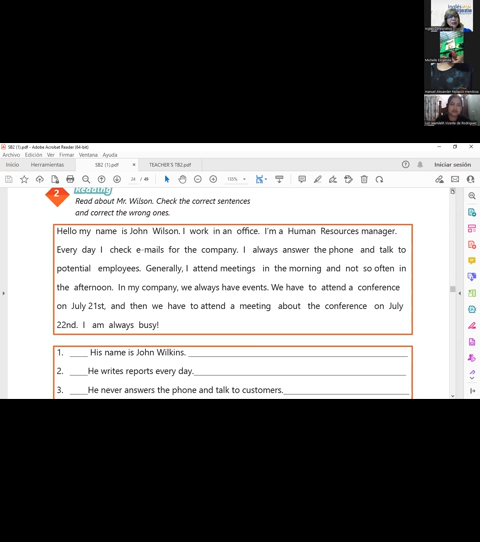 SB2 (1).pdf - Adobe Acrobat Reader (64-bit)
Archivo Edición Ver Firmar Ventana Ayuda
Inicio Herramientas SB2 (1).pdf TEACHER'S TB2.pdf Iniciar sesión
24 / 48 135%
2. Reading
Read about Mr. Wilson. Check the correct sentences
and correct the wrong ones.
Hello my name is John Wilson. I work in an office. I'm a Human Resources manager.
Every day I check e-mails for the company. I always answer the phone and talk to
potential employees. Generally, I attend meetings in the morning and not so often in
the afternoon. In my company, we always have events. We have to attend a conference
on July 21st, and then we have to attend a meeting about the conference on July
22nd. I am always busy!
1. ____ His name is John Wilkins.
2. ____He writes reports every day.
3. ____He never answers the phone and talk to customers.